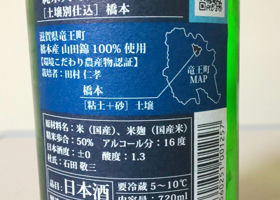 [土壌別仕込] 橋本
滋賀県竜王町
橋本産 山田錦 100% 使用
【環境こだわり農産物認証】
栽培者：田村 仁孝
橋本
[粘土+砂] 土壌
竜王町
MAP
原材料名：米（国産）、米麹（国産米）
精米歩合：50% アルコール分：16度
日本酒度：±0 酸度：1.3
杜氏：石田 敬三
日本酒
要冷蔵 5～10℃
内容量：720ml